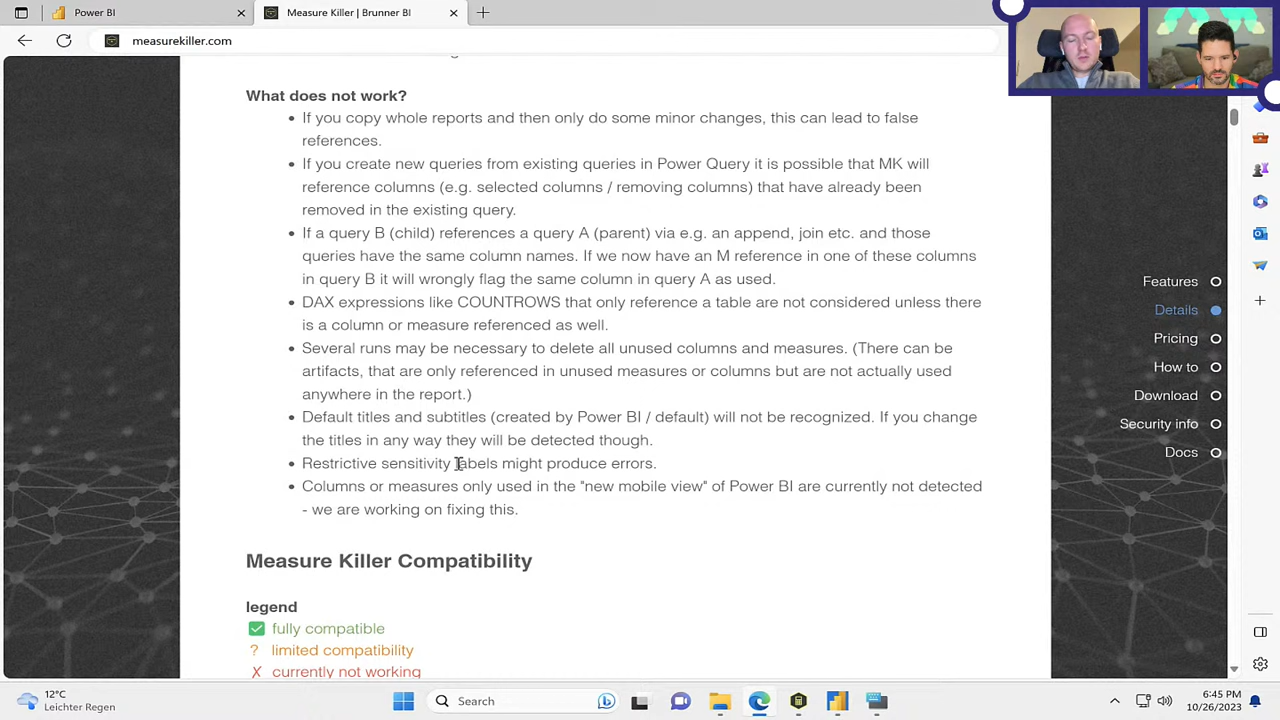 Power BI
Measure Killer | Brunner BI
measurekiller.com
What does not work?
If you copy whole reports and then only do some minor changes, this can lead to false
references.
If you create new queries from existing queries in Power Query it is possible that MK will
reference columns (e.g. selected columns / removing columns) that have already been
removed in the existing query.
If a query B (child) references a query A (parent) via e.g. an append, join etc. and those
queries have the same column names. If we now have an M reference in one of these columns
in query B it will wrongly flag the same column in query A as used.
DAX expressions like COUNTROWS that only reference a table are not considered unless there
is a column or measure referenced as well.
Several runs may be necessary to delete all unused columns and measures. (There can be
artifacts, that are only referenced in unused measures or columns but are not actually used
anywhere in the report.)
Default titles and subtitles (created by Power BI / default) will not be recognized. If you change
the titles in any way they will be detected though.
Restrictive sensitivity labels might produce errors.
Columns or measures only used in the "new mobile view" of Power BI are currently not detected
- we are working on fixing this.
Measure Killer Compatibility
legend
fully compatible
? limited compatibility
✗ currently not working
Features
Details
Pricing
How to
Download
Security info
Docs
12°C
Leichter Regen
Search
6:45 PM
10/26/2023